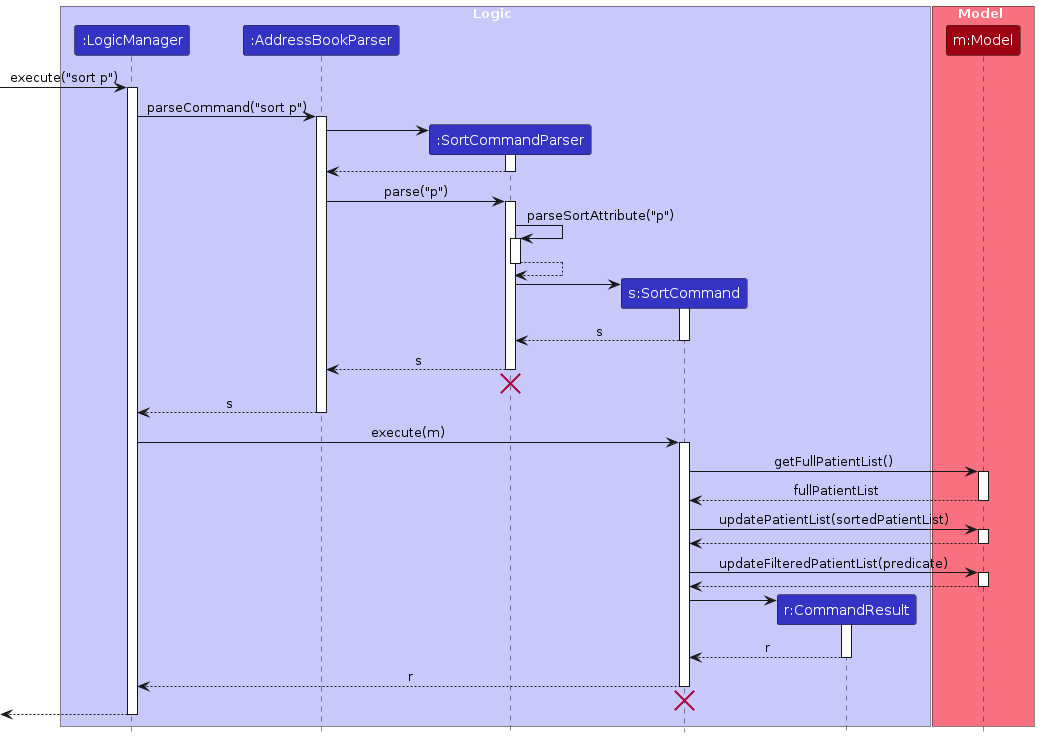 Logic
Model
:LogicManager
:AddressBookParser
m:Model
execute("sort p")
parseCommand("sort p")
:SortCommandParser
parse("p")
parseSortAttribute("p")
s:SortCommand
s
s
s
execute(m)
getFullPatientList()
fullPatientList
updatePatientList(sortedPatientList)
updateFilteredPatientList(predicate)
r:CommandResult
r
r